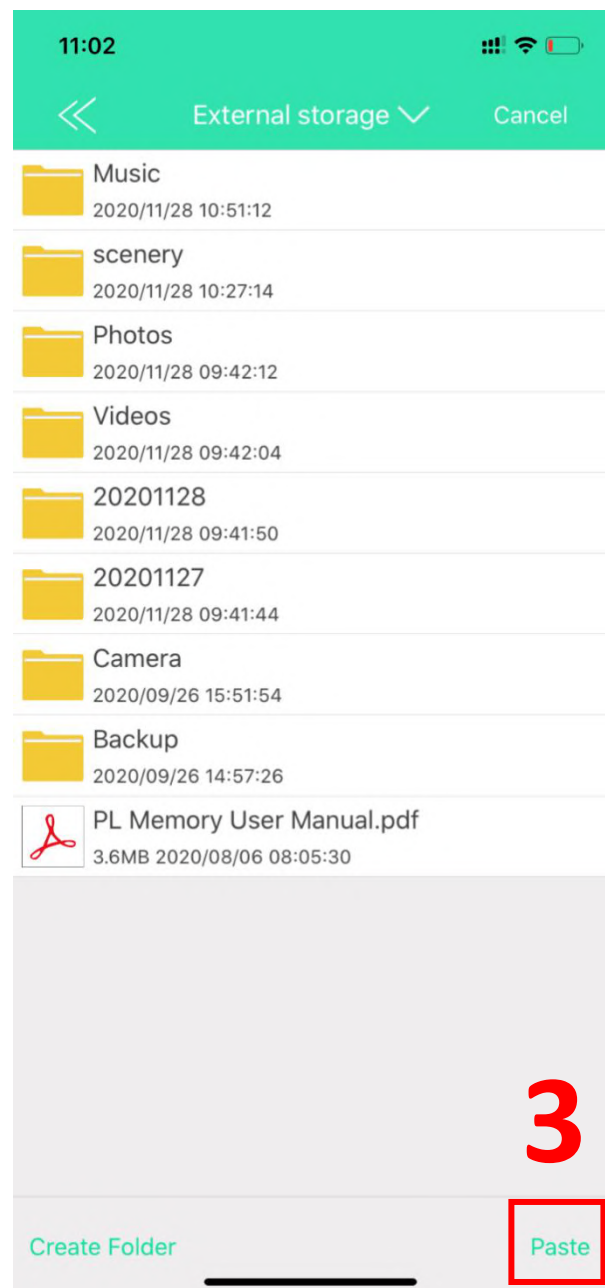 11:02
External storage Cancel
Music
2020/11/28 10:51:12
scenery
2020/11/28 10:27:14
Photos
2020/11/28 09:42:12
Videos
2020/11/28 09:42:04
20201128
2020/11/28 09:41:50
20201127
2020/11/28 09:41:44
Camera
2020/09/26 15:51:54
Backup
2020/09/26 14:57:26
PL Memory User Manual.pdf
3.6MB 2020/08/06 08:05:30
3
Create Folder Paste